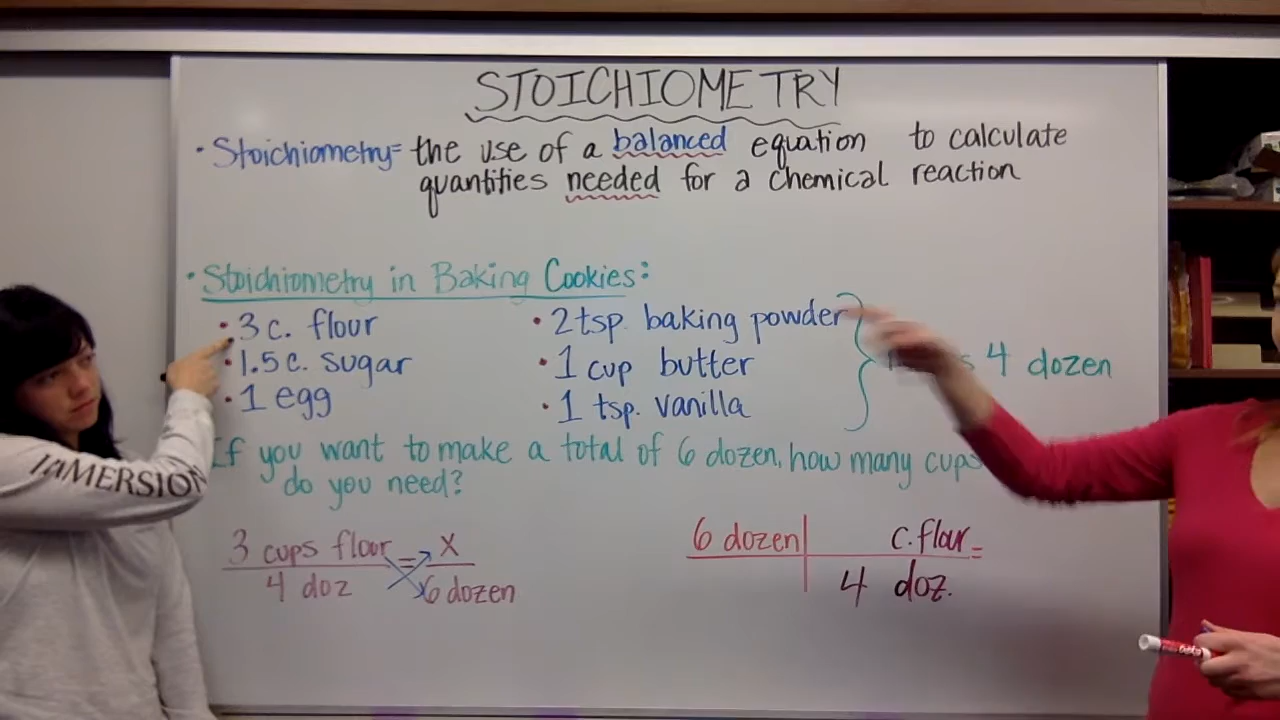 STOICHIOMETRY
• Stoichiometry= the use of a balanced equation to calculate
quantities needed for a chemical reaction
• Stoichiometry in Baking Cookies:
• 3 c. flour • 2 tsp. baking powder
• 1.5 c. sugar • 1 cup butter 4 dozen
• 1 egg • 1 tsp. vanilla
If you want to make a total of 6 dozen, how many cups
do you need?
3 cups flour = X
4 doz 6 dozen
6 dozen c. flour =
4 doz.
IMMERSION